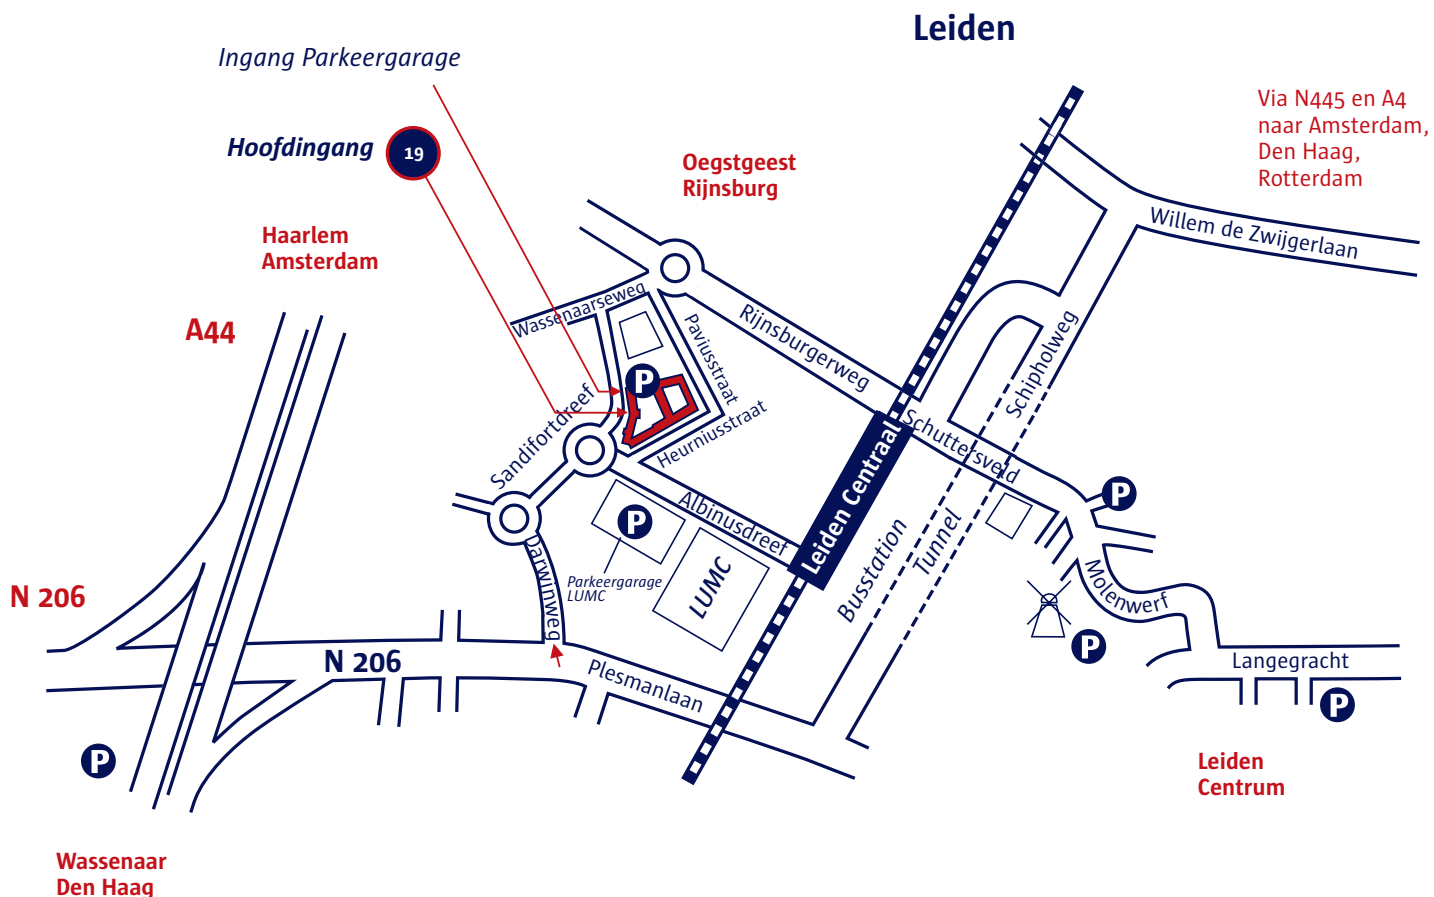 Leiden
Ingang Parkeergarage
Hoofdingang
19
Via N445 en A4
naar Amsterdam,
Den Haag,
Rotterdam
Oegstgeest
Rijnsburg
Haarlem
Amsterdam
A44
Willem de Zwijgerlaan
Wassenaarseweg
Paviusstraat
Rijnsburgerweg
Schipholweg
P
Sandifortdreef
Heurniusstraat
Schuttersveld
Leiden Centraal
P
Albinusdreef
P
Busstation
Tunnel
Darwinweg
Parkeergarage
LUMC
LUMC
Molenwerf
N 206
N 206
P
Plesmanlaan
Langegracht
P
P
Leiden
Centrum
Wassenaar
Den Haag